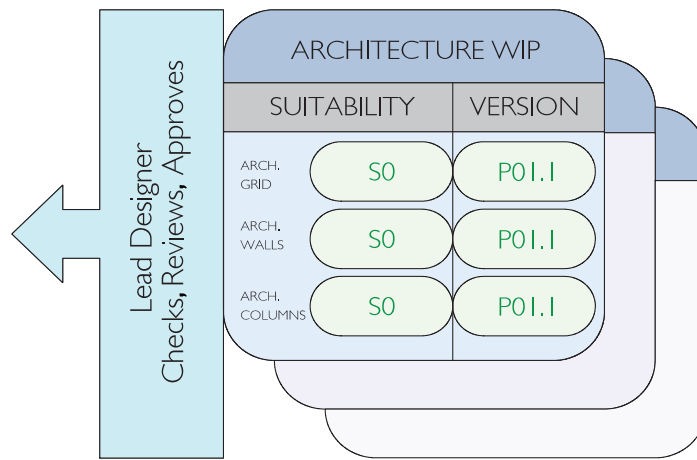 Lead Designer
Checks, Reviews, Approves
ARCHITECTURE WIP
SUITABILITY VERSION
ARCH.
GRID
S0 P01.1
ARCH.
WALLS
S0 P01.1
ARCH.
COLUMNS
S0 P01.1